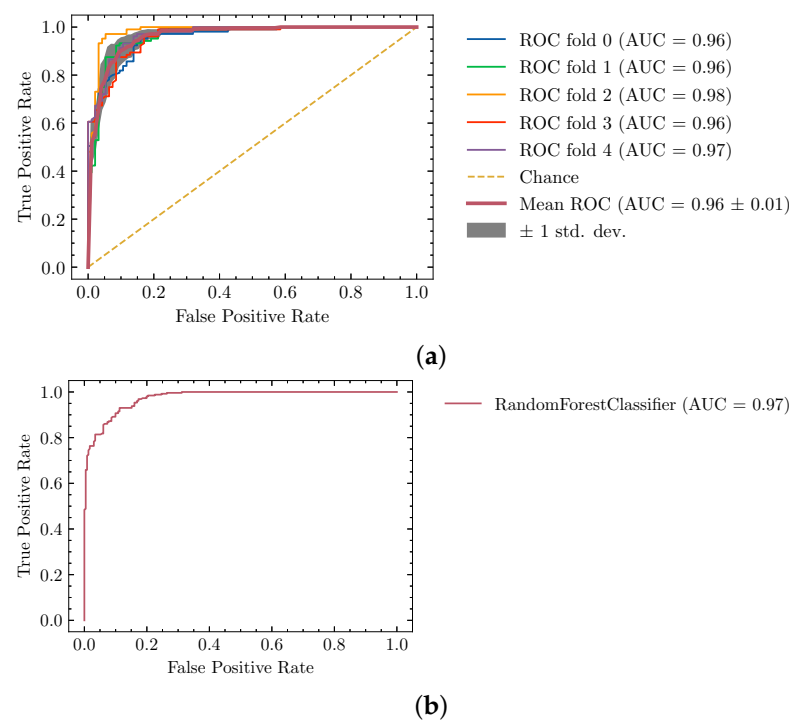 1.0
0.8
0.6
0.4
0.2
0.0
True Positive Rate
0.0 0.2 0.4 0.6 0.8 1.0
False Positive Rate
ROC fold 0 (AUC = 0.96)
ROC fold 1 (AUC = 0.96)
ROC fold 2 (AUC = 0.98)
ROC fold 3 (AUC = 0.96)
ROC fold 4 (AUC = 0.97)
Chance
Mean ROC (AUC = 0.96 ± 0.01)
± 1 std. dev.
(a)
1.0
0.8
0.6
0.4
0.2
0.0
True Positive Rate
0.0 0.2 0.4 0.6 0.8 1.0
False Positive Rate
RandomForestClassifier (AUC = 0.97)
(b)